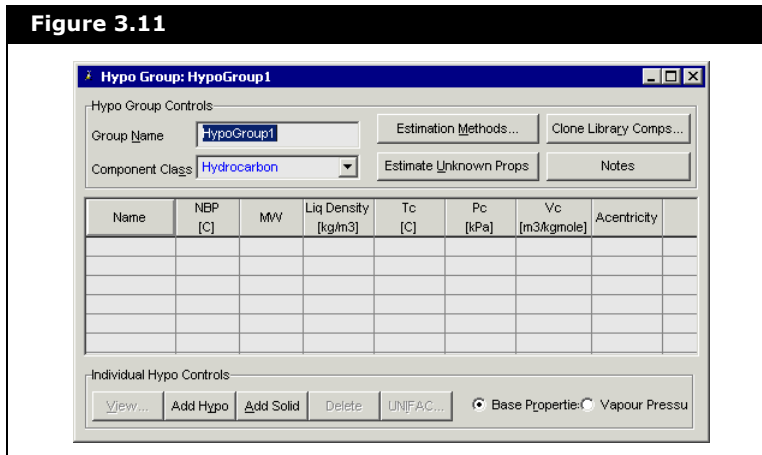 Figure 3.11
Hypo Group: HypoGroup1
Hypo Group Controls
Group Name HypoGroup1 Estimation Methods... Clone Library Comps...
Component Class Hydrocarbon Estimate Unknown Props Notes
Name NBP [C] MW Liq Density [kg/m3] Tc [C] Pc [kPa] Vc [m3/kgmole] Acentricity
Individual Hypo Controls
View... Add Hypo Add Solid Delete UNIFAC... Base Propertie Vapour Pressu